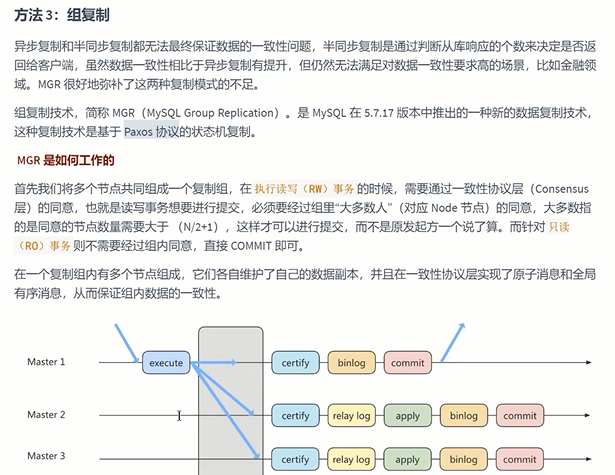 方法 3：组复制
异步复制和半同步复制都无法最终保证数据的一致性问题，半同步复制是通过判断从库响应的个数来决定是否返
回给客户端，虽然数据一致性相比于异步复制有提升，但仍然无法满足对数据一致性要求高的场景，比如金融领
域。MGR 很好地弥补了这两种复制模式的不足。
组复制技术，简称 MGR（MySQL Group Replication）。是 MySQL 在 5.7.17 版本中推出的一种新的数据复制技术，
这种复制技术是基于 Paxos 协议的状态机复制。
MGR 是如何工作的
首先我们将多个节点共同组成一个复制组，在 执行读写（RW）事务 的时候，需要通过一致性协议层（Consensus
层）的同意，也就是读写事务想要进行提交，必须要经过组里“大多数人”（对应 Node 节点）的同意，大多数指
的是同意的节点数量需要大于 （N/2+1），这样才可以进行提交，而不是原发起方一个说了算。而针对 只读
（RO）事务 则不需要经过组内同意，直接 COMMIT 即可。
在一个复制组内有多个节点组成，它们各自维护了自己的数据副本，并且在一致性协议层实现了原子消息和全局
有序消息，从而保证组内数据的一致性。
Master 1 execute certify binlog commit
Master 2 certify relay log apply binlog commit
Master 3 certify relay log apply binlog commit